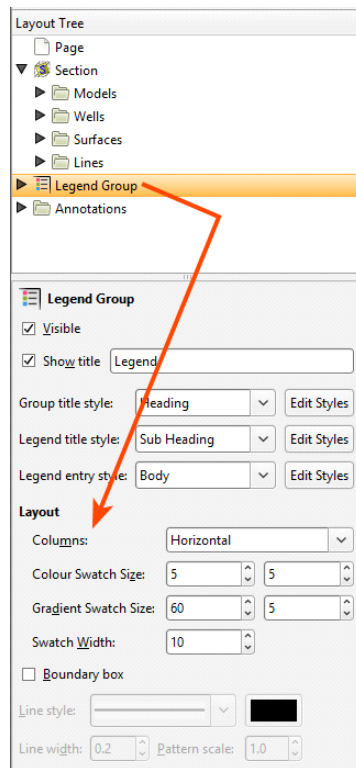 Layout Tree
Page
Section
Models
Wells
Surfaces
Lines
Legend Group
Annotations
Legend Group
Visible
Show title Legend
Group title style: Heading Edit Styles
Legend title style: Sub Heading Edit Styles
Legend entry style: Body Edit Styles
Layout
Columns: Horizontal
Colour Swatch Size: 5 5
Gradient Swatch Size: 60 5
Swatch Width: 10
Boundary box
Line style:
Line width: 0.2 Pattern scale: 1.0